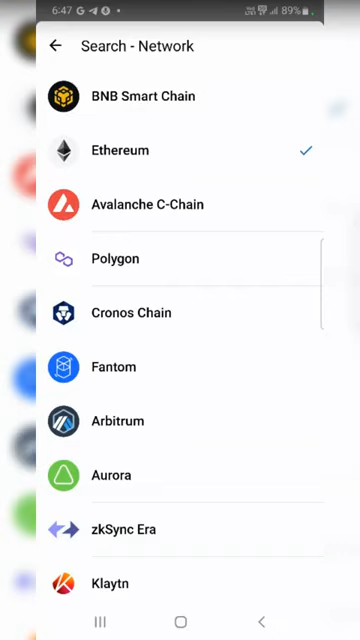 6:47 G 89%
Search - Network
BNB Smart Chain
Ethereum
Avalanche C-Chain
Polygon
Cronos Chain
Fantom
Arbitrum
Aurora
zkSync Era
Klaytn